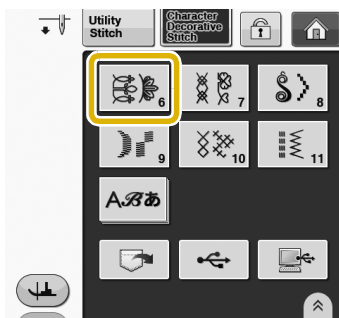 Utility
Stitch
Character
Decorative
Stitch
6
7
8
9
10
11
Aℬあ